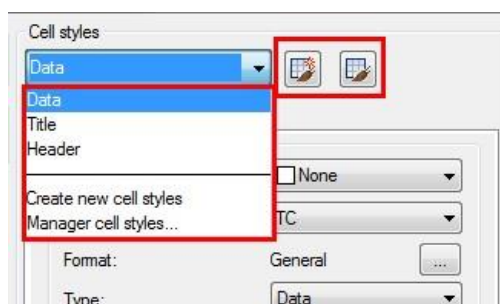 Cell styles
Data
Data
Title
Header
Create new cell styles
Manager cell styles...
None
TC
Format: General ...
Type: Data